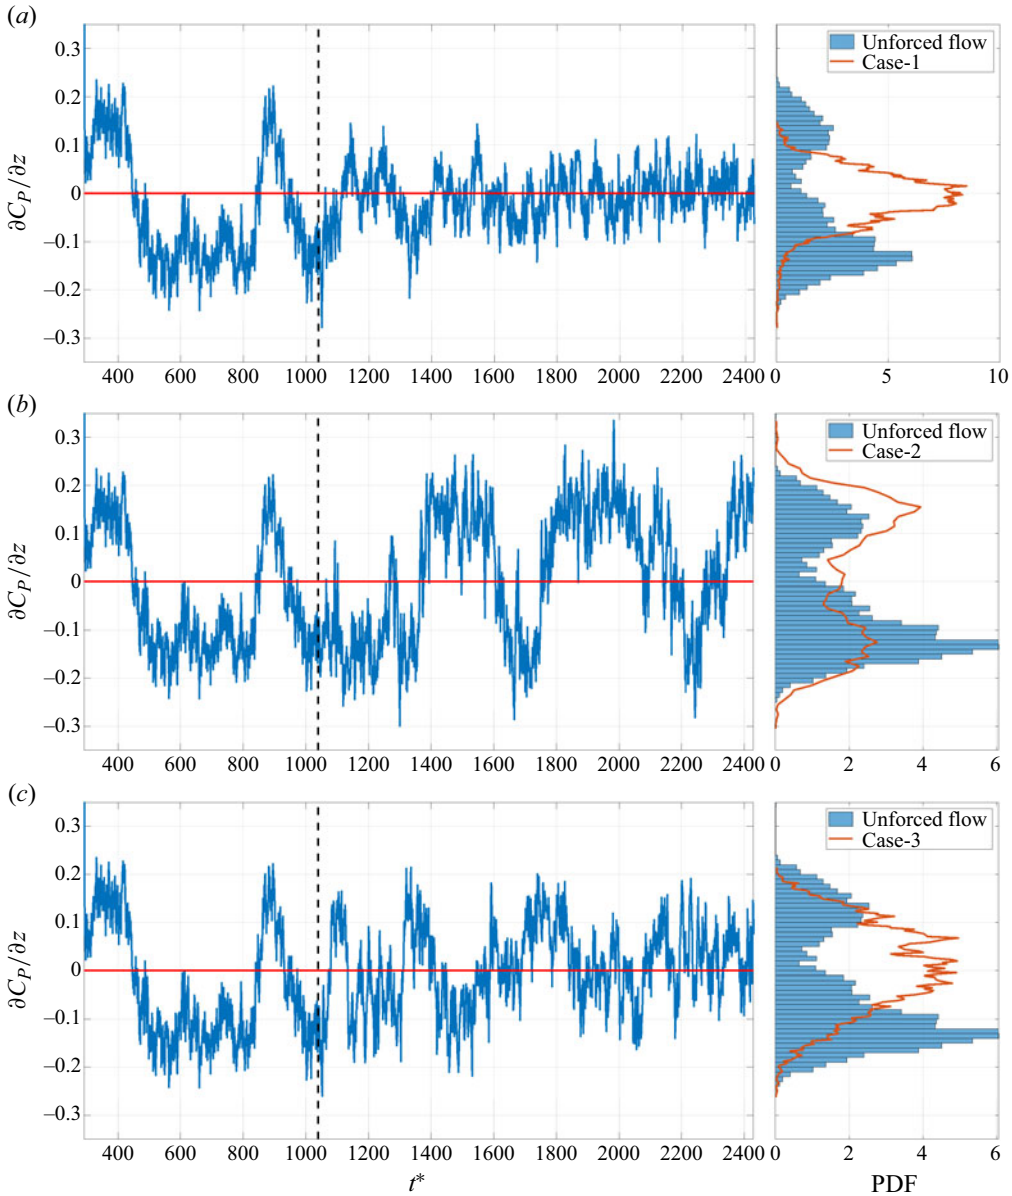 (a)
0.3
0.2
0.1
0
–0.1
–0.2
–0.3
∂C_P/∂z
400 600 800 1000 1200 1400 1600 1800 2000 2200 2400
Unforced flow
Case-1
0 5 10
(b)
0.3
0.2
0.1
0
–0.1
–0.2
–0.3
∂C_P/∂z
400 600 800 1000 1200 1400 1600 1800 2000 2200 2400
Unforced flow
Case-2
0 2 4 6
(c)
0.3
0.2
0.1
0
–0.1
–0.2
–0.3
∂C_P/∂z
400 600 800 1000 1200 1400 1600 1800 2000 2200 2400
t*
Unforced flow
Case-3
0 2 4 6
PDF